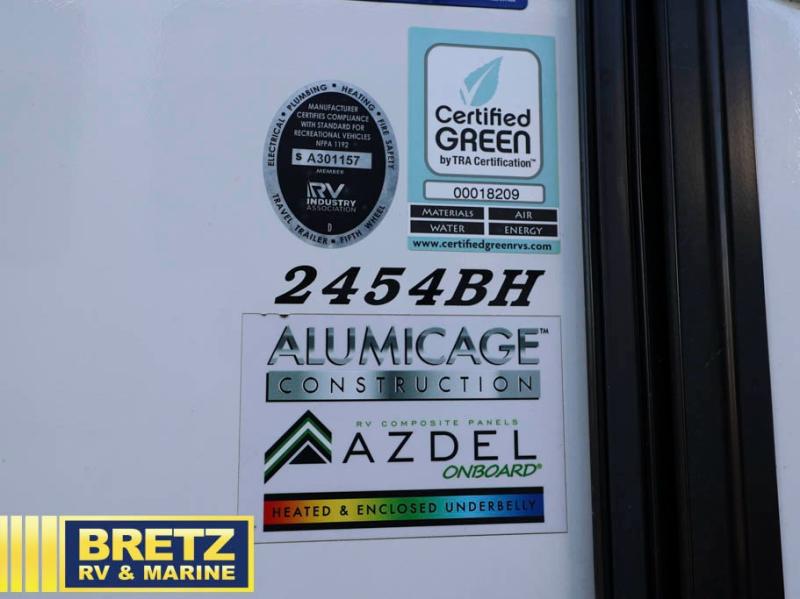 ELECTRICAL • PLUMBING • HEATING • FIRE SAFETY
MANUFACTURER
CERTIFIES COMPLIANCE
WITH STANDARD FOR
RECREATIONAL VEHICLES
NFPA 1192
S A301157
MEMBER
RV
INDUSTRY
ASSOCIATION
D
TRAVEL TRAILER • FIFTH WHEEL
Certified
GREEN
by TRA Certification™
00018209
MATERIALS AIR
WATER ENERGY
www.certifiedgreenrvs.com
2454BH
ALUMICAGE™
CONSTRUCTION
RV COMPOSITE PANELS
AZDEL
ONBOARD®
HEATED & ENCLOSED UNDERBELLY
BRETZ
RV & MARINE